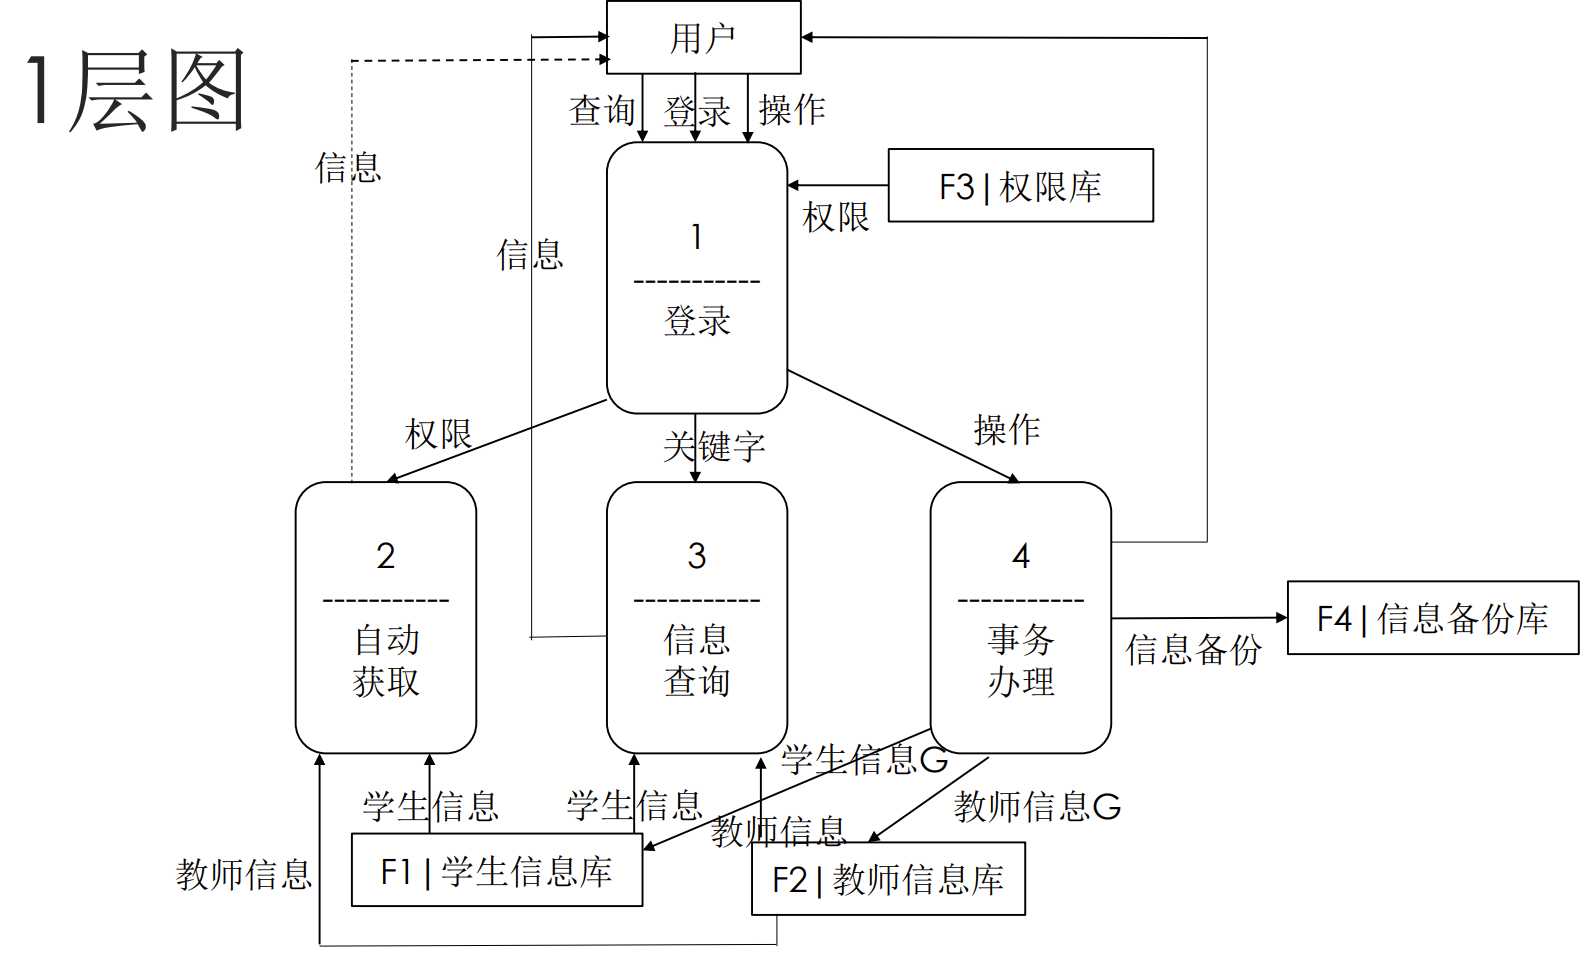 1层图
用户
查询
登录
操作
信息
F3|权限库
权限
信息
1
-----------
登录
权限
关键字
操作
2
-----------
自动
获取
3
-----------
信息
查询
4
-----------
事务
办理
F4|信息备份库
信息备份
学生信息G
学生信息
学生信息
教师信息
教师信息G
教师信息
F1|学生信息库
F2|教师信息库